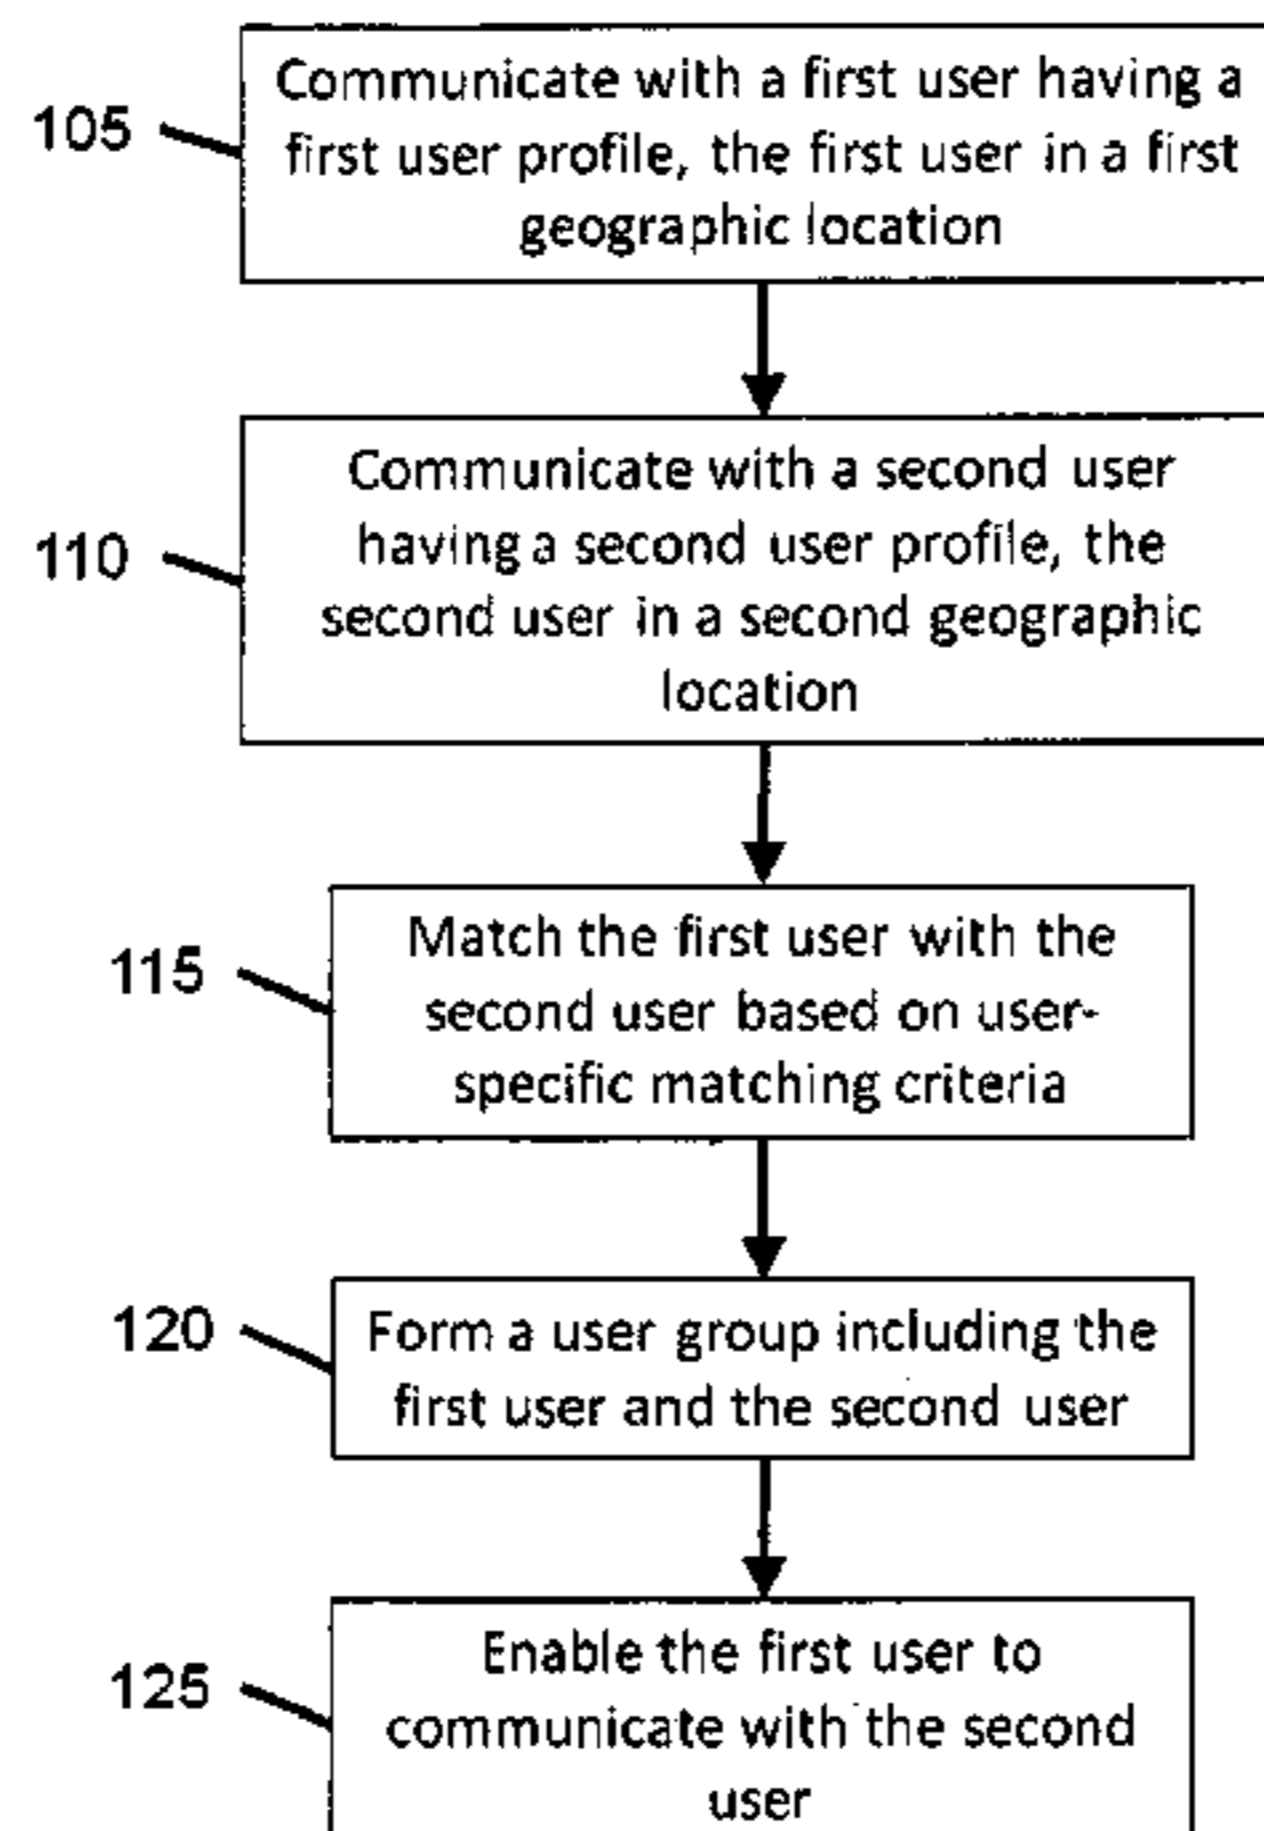 105
Communicate with a first user having a
first user profile, the first user in a first
geographic location
110
Communicate with a second user
having a second user profile, the
second user in a second geographic
location
115
Match the first user with the
second user based on user-
specific matching criteria
120
Form a user group including the
first user and the second user
125
Enable the first user to
communicate with the second
user